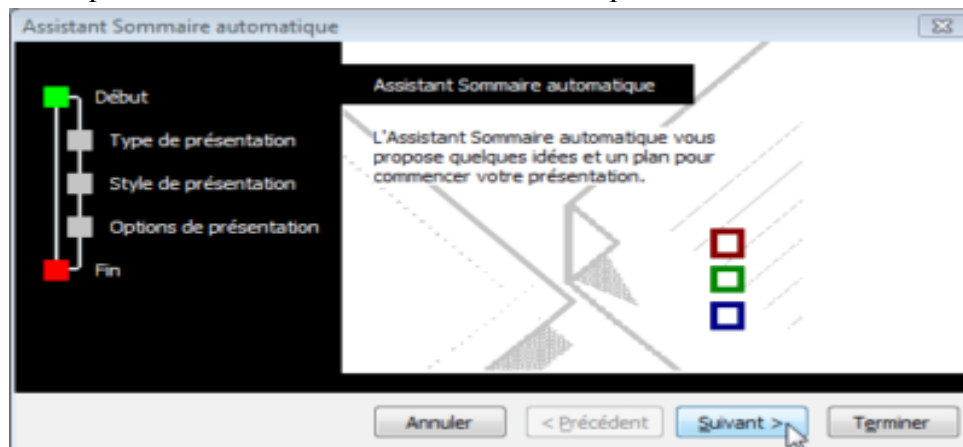 Assistant Sommaire automatique
Début
Type de présentation
Style de présentation
Options de présentation
Fin
Assistant Sommaire automatique
L'Assistant Sommaire automatique vous
propose quelques idées et un plan pour
commencer votre présentation.
Annuler
< Précédent
Suivant >
Terminer